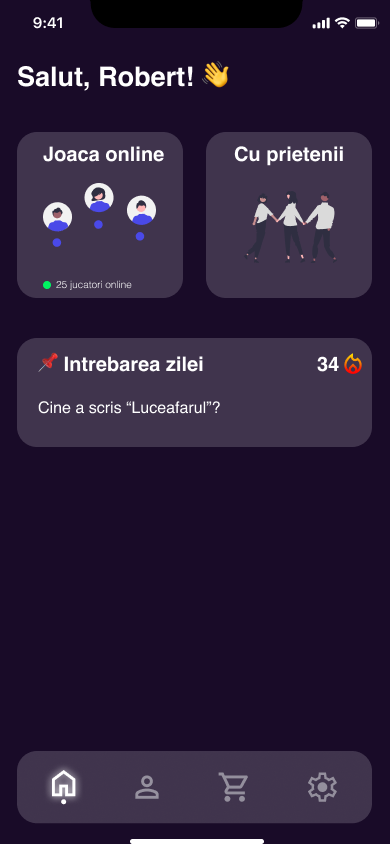 9:41
Salut, Robert! 👋
Joaca online
Cu prietenii
25 jucatori online
📌 Intrebarea zilei
34 🔥
Cine a scris “Luceafarul”?